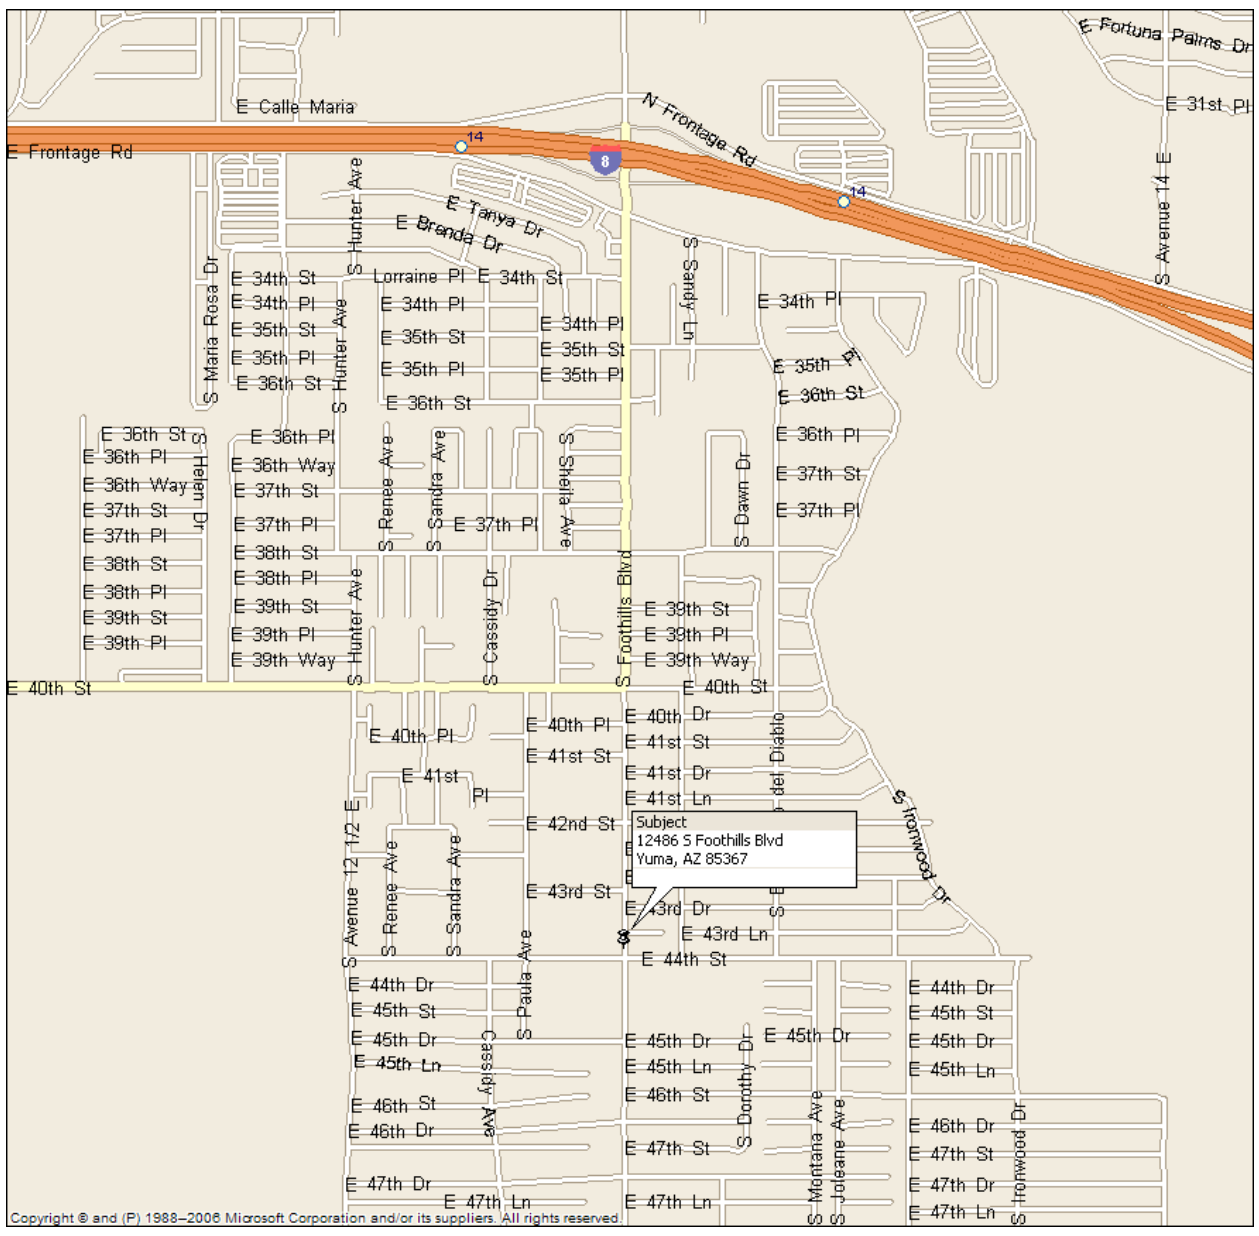 E Fortuna Palms Dr
E Calle Maria
N Frontage Rd
E 31st Pl
14
E Frontage Rd
8
14
S Hunter Ave
E Tanya Dr
E Brenda Dr
S Avenue 14 E
S Sandy Ln
S Maria Rosa Dr
E 34th St
Lorraine Pl
E 34th St
E 34th Pl
E 34th Pl
E 34th Pl
S Hunter Ave
E 35th St
E 35th St
E 34th Pl
E 35th St
E 35th Pl
E 35th Pl
E 35th Pl
E 35th Pl
E 36th St
E 36th St
E 36th St
E 36th St
S Helen Dr
E 36th Pl
E 36th Pl
E 36th Pl
E 36th Way
E 36th Way
S Renee Ave
S Sandra Ave
S Sheila Ave
S Dawn Dr
E 37th St
E 37th St
E 37th St
E 37th Pl
E 37th Pl
E 37th Pl
E 37th Pl
E 38th St
E 38th St
E 38th Pl
E 38th Pl
S Hunter Ave
S Cassidy Dr
S Foothills Blvd
E 39th St
E 39th St
E 39th St
E 39th Pl
E 39th Pl
E 39th Pl
E 39th Way
E 39th Way
E 40th St
E 40th St
E 40th Dr
E 40th Pl
E 40th Pl
E 41st St
E 41st St
del Diablo
E 41st Dr
E 41st
Pl
E 41st Ln
S Ironwood Dr
S Avenue 12 1/2 E
E 42nd St
Subject
12486 S Foothills Blvd
Yuma, AZ 85367
S Renee Ave
S Sandra Ave
E 43rd St
E 43rd Dr
E 43rd Ln
S Paula Ave
E 44th St
E 44th Dr
E 44th Dr
E 45th St
E 45th St
E 45th Dr
E 45th Dr
E 45th Dr
E 45th Dr
E 45th Ln
E 45th Ln
E 45th Ln
Cassidy Ave
S Dorothy Dr
E 46th St
E 46th St
S Montana Ave
S Joleane Ave
S Ironwood Dr
E 46th Dr
E 46th Dr
E 47th St
E 47th St
E 47th Dr
E 47th Dr
E 47th Ln
E 47th Ln
E 47th Ln
Copyright © and (P) 1988–2006 Microsoft Corporation and/or its suppliers. All rights reserved.